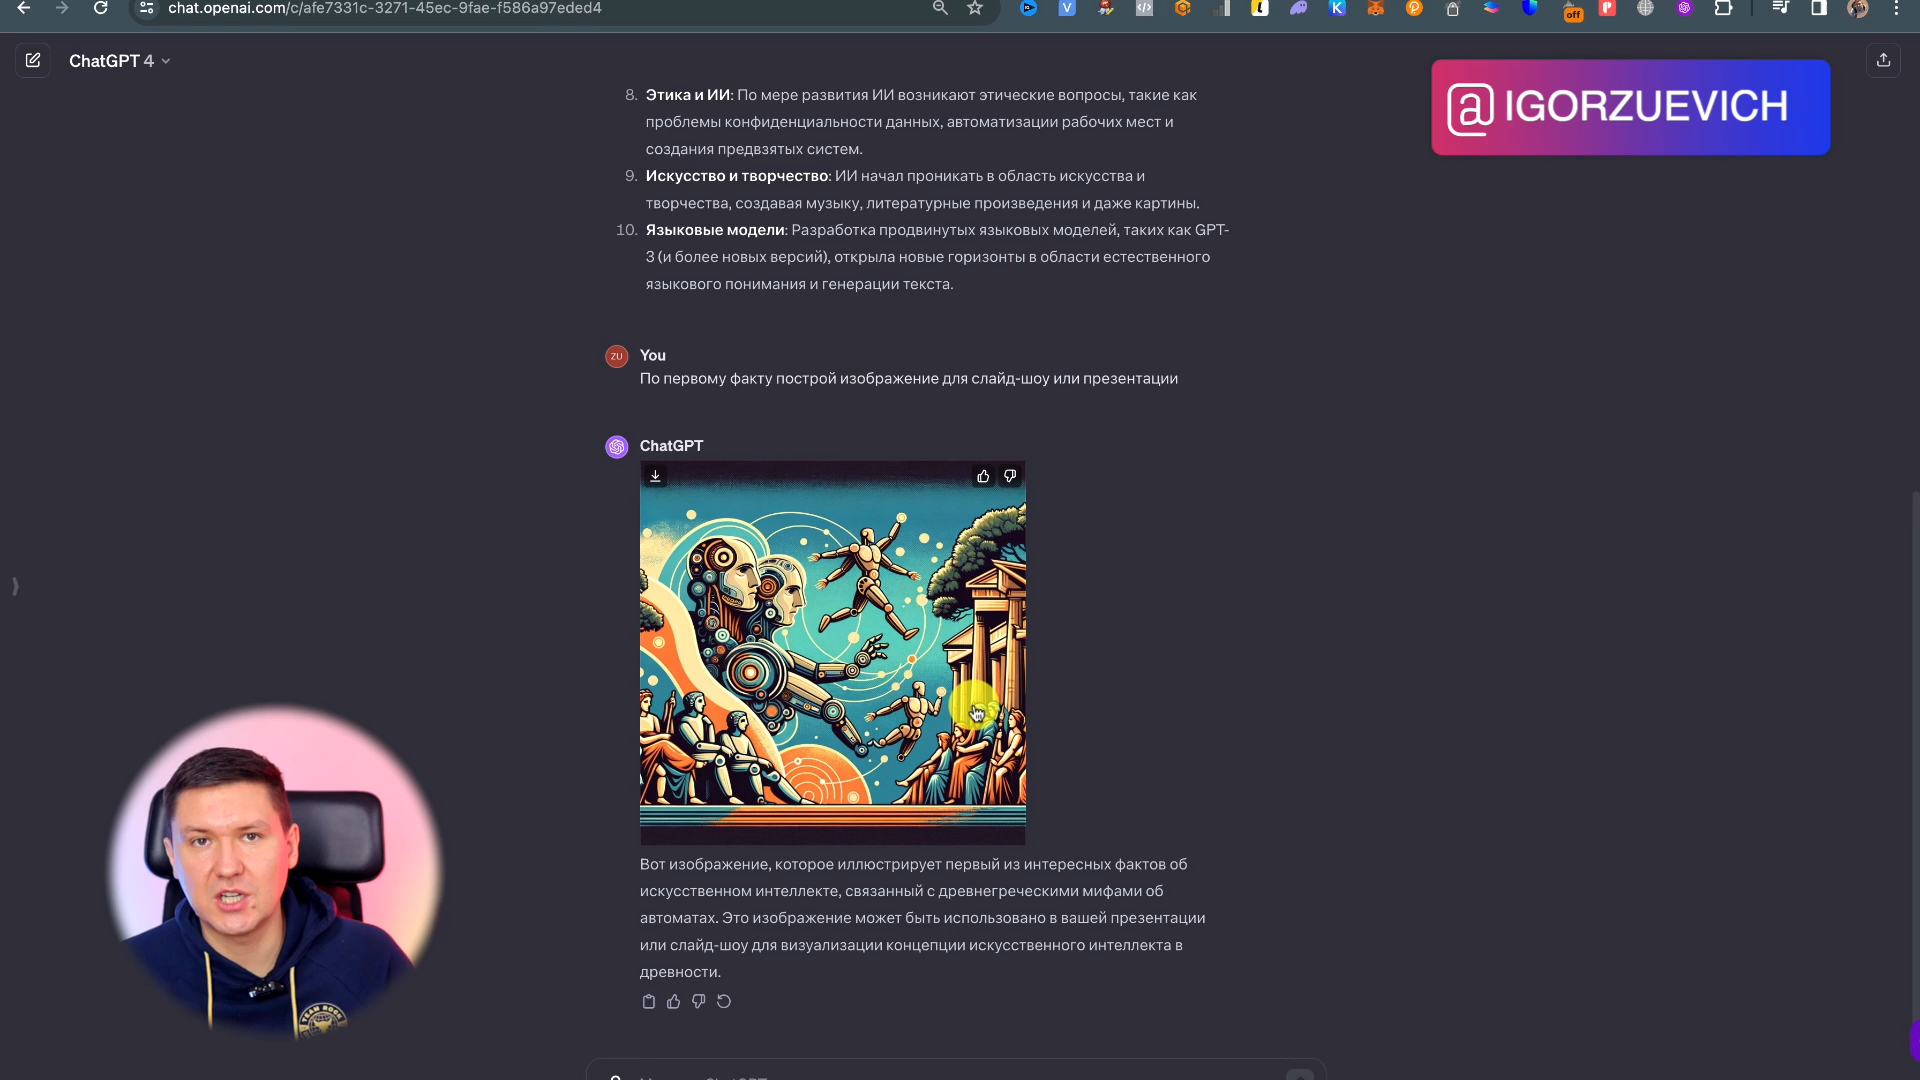 chat.openai.com/c/afe7331c-3271-45ec-9fae-f586a97eded4
off
ChatGPT 4
@IGORZUEVICH
8. Этика и ИИ: По мере развития ИИ возникают этические вопросы, такие как
проблемы конфиденциальности данных, автоматизации рабочих мест и
создания предвзятых систем.
9. Искусство и творчество: ИИ начал проникать в область искусства и
творчества, создавая музыку, литературные произведения и даже картины.
10. Языковые модели: Разработка продвинутых языковых моделей, таких как GPT-
3 (и более новых версий), открыла новые горизонты в области естественного
языкового понимания и генерации текста.
ZU
You
По первому факту построй изображение для слайд-шоу или презентации
ChatGPT
Вот изображение, которое иллюстрирует первый из интересных фактов об
искусственном интеллекте, связанный с древнегреческими мифами об
автоматах. Это изображение может быть использовано в вашей презентации
или слайд-шоу для визуализации концепции искусственного интеллекта в
древности.
TEAM ROCK